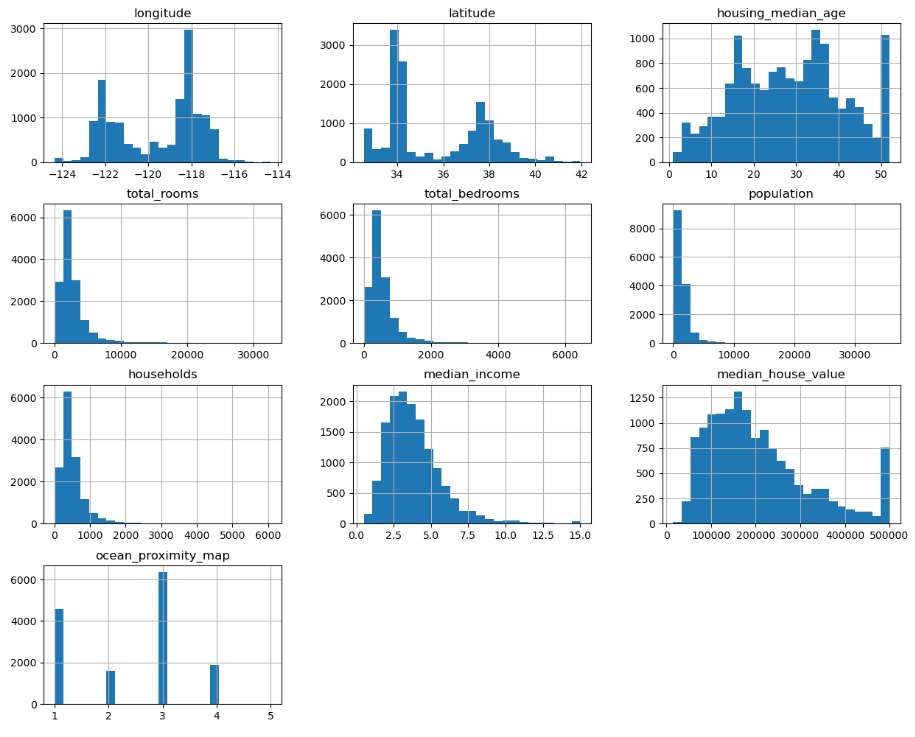 longitude
latitude
housing_median_age
3000
2000
1000
0
−124 −122 −120 −118 −116 −114
3000
2000
1000
0
34 36 38 40 42
1000
800
600
400
200
0
0 10 20 30 40 50
total_rooms
total_bedrooms
population
6000
4000
2000
0
0 10000 20000 30000
6000
4000
2000
0
0 2000 4000 6000
8000
6000
4000
2000
0
0 10000 20000 30000
households
median_income
median_house_value
6000
4000
2000
0
0 1000 2000 3000 4000 5000 6000
2000
1500
1000
500
0
0.0 2.5 5.0 7.5 10.0 12.5 15.0
1250
1000
750
500
250
0
0 100000 200000 300000 400000 500000
ocean_proximity_map
6000
4000
2000
0
1 2 3 4 5